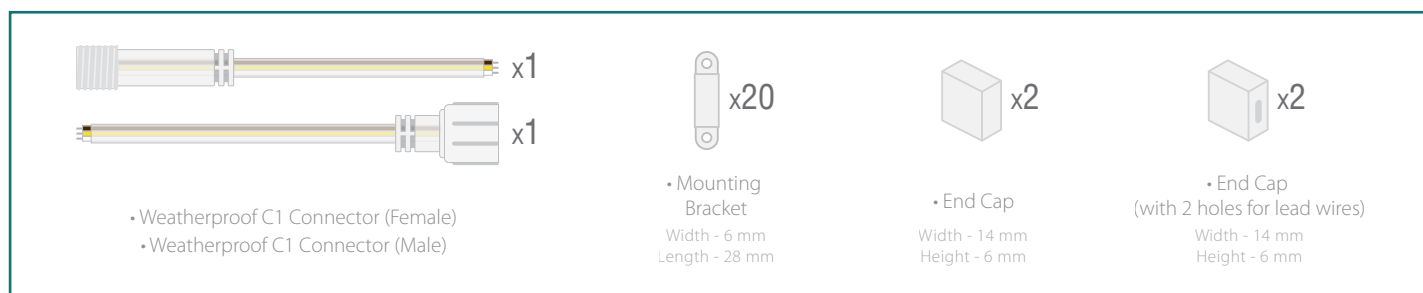 x1
x1
• Weatherproof C1 Connector (Female)
• Weatherproof C1 Connector (Male)
x20
• Mounting
Bracket
Width - 6 mm
Length - 28 mm
x2
• End Cap
Width - 14 mm
Height - 6 mm
x2
• End Cap
(with 2 holes for lead wires)
Width - 14 mm
Height - 6 mm